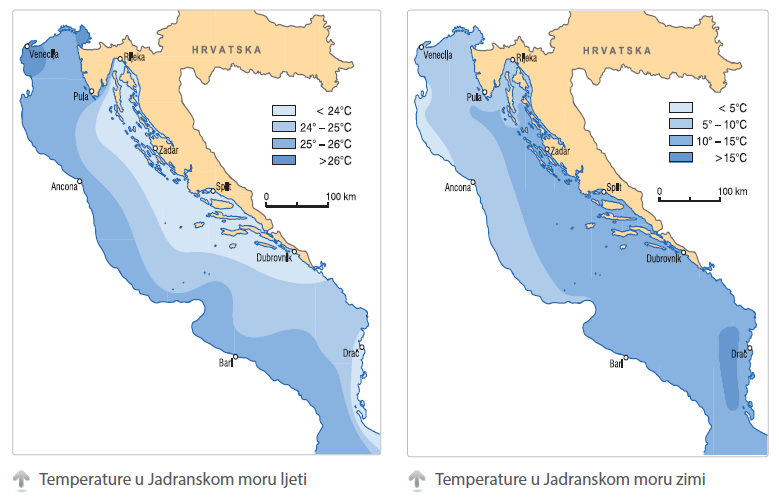 HRVATSKA
Venecija
Rijeka
Pula
Zadar
Ancona
Split
Dubrovnik
Bari
Drač
< 24°C
24° – 25°C
25° – 26°C
>26°C
0 100 km
Temperature u Jadranskom moru ljeti
HRVATSKA
Venecija
Rijeka
Pula
Zadar
Ancona
Split
Dubrovnik
Bari
Drač
< 5°C
5° – 10°C
10° – 15°C
>15°C
0 100 km
Temperature u Jadranskom moru zimi